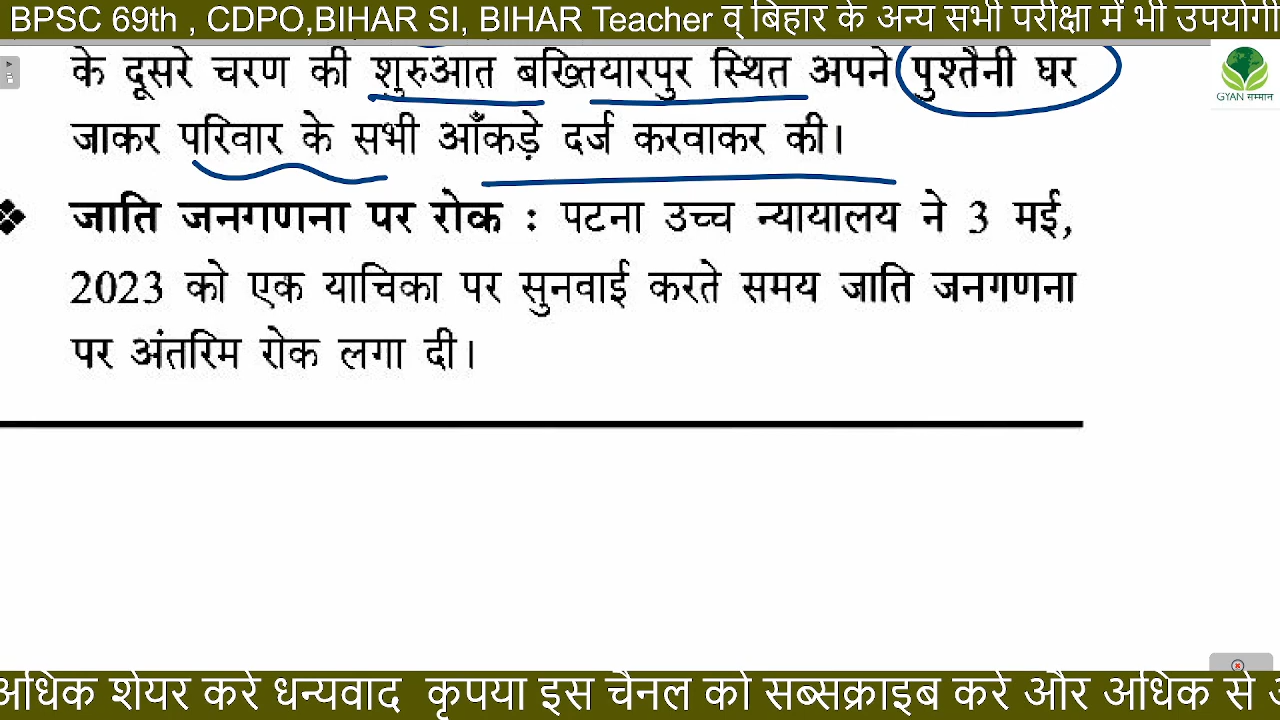 BPSC 69th , CDPO,BIHAR SI, BIHAR Teacher व् बिहार के अन्य सभी परीक्षा में भी उपयोगी
के दूसरे चरण की शुरुआत बख्तियारपुर स्थित अपने पुश्तैनी घर
GYAN सम्मान
जाकर परिवार के सभी आँकड़े दर्ज करवाकर की।
❖ जाति जनगणना पर रोक : पटना उच्च न्यायालय ने 3 मई,
2023 को एक याचिका पर सुनवाई करते समय जाति जनगणना
पर अंतरिम रोक लगा दी।
अधिक शेयर करे धन्यवाद कृपया इस चैनल को सब्सक्राइब करे और अधिक से